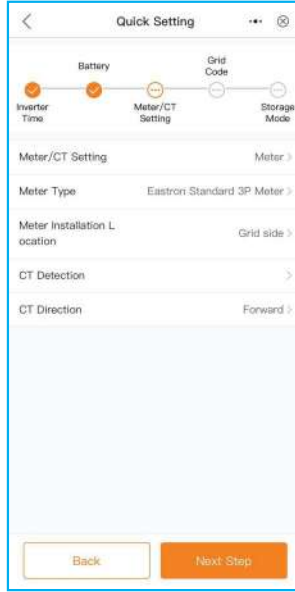 Quick Setting
Battery
Grid
Code
Inverter
Time
Meter/CT
Setting
Storage
Mode
Meter/CT Setting Meter
Meter Type Eastron Standard 3P Meter
Meter Installation L
ocation Grid side
CT Detection
CT Direction Forward
Back Next Step